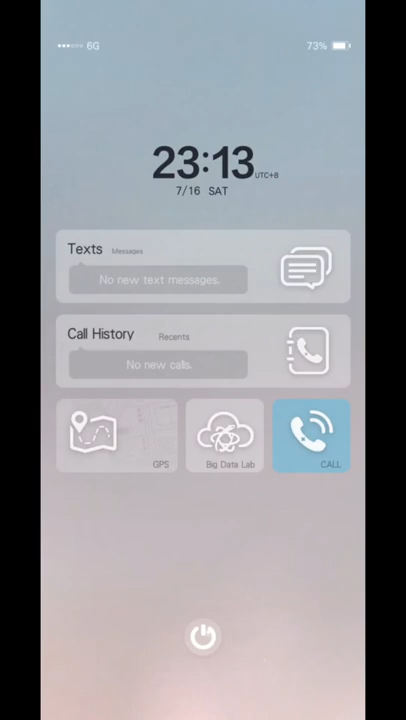 6G
73%
23:13 UTC+8
7/16 SAT
Texts Messages
No new text messages.
Call History Recents
No new calls.
GPS
Big Data Lab
CALL